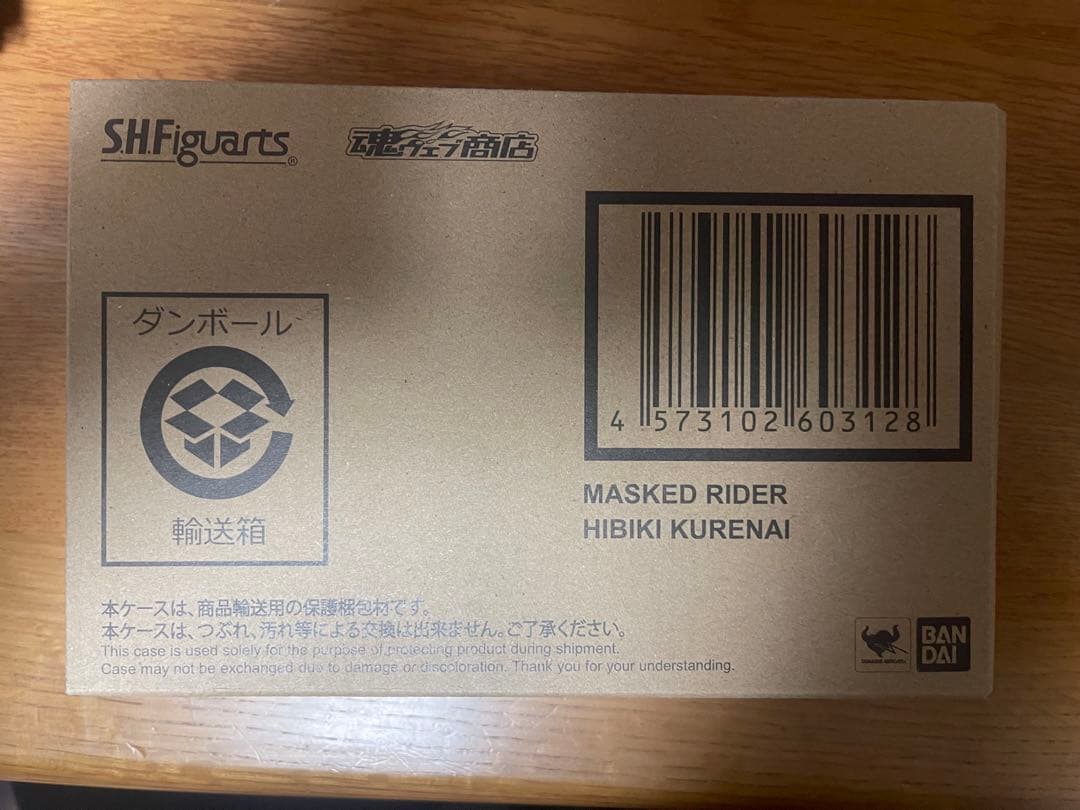 S.H.Figuarts®
魂ウェブ商店
4 573102 603128
MASKED RIDER
HIBIKI KURENAI
ダンボール
輸送箱
本ケースは、商品輸送用の保護梱包材です。
本ケースは、つぶれ、汚れ等による交換は出来ません。ご了承ください。
This case is used solely for the purpose of protecting product during shipment.
Case may not be exchanged due to damage or discoloration. Thank you for your understanding.
BAN
DAI